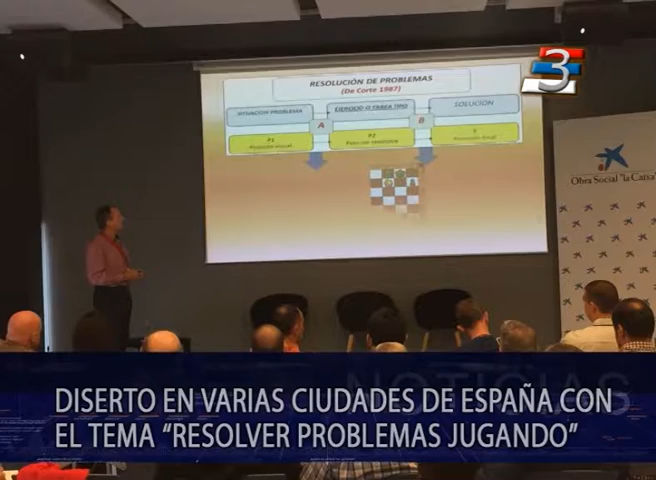 3
RESOLUCIÓN DE PROBLEMAS
(De Corte 1987)
SITUACIÓN PROBLEMA
EJERCICIO O TAREA TIPO
SOLUCIÓN
A
B
P1
P2
Obra Social "la Caixa"
NOTICIAS
DISERTO EN VARIAS CIUDADES DE ESPAÑA CON
EL TEMA “RESOLVER PROBLEMAS JUGANDO”